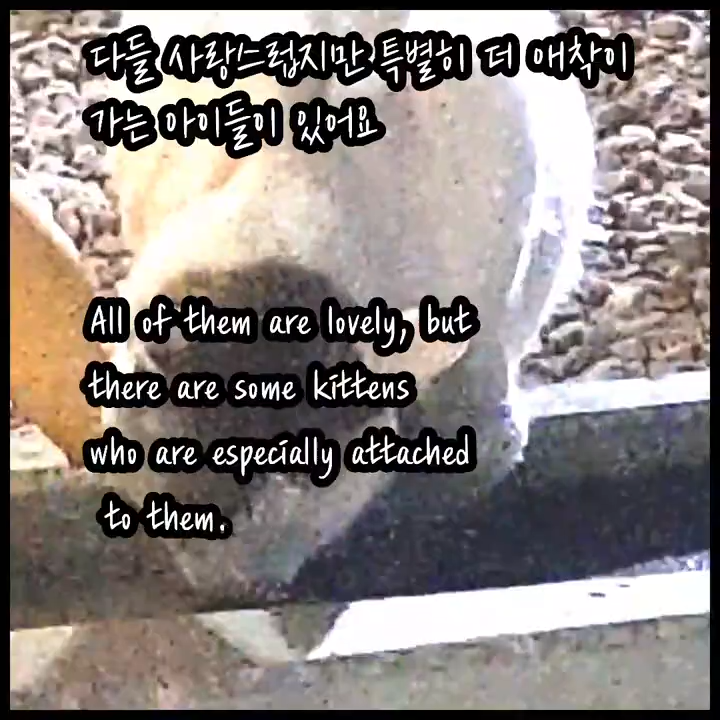 다들 사랑스럽지만 특별히 더 애착이
가는 아이들이 있어요
All of them are lovely, but
there are some kittens
who are especially attached
to them.